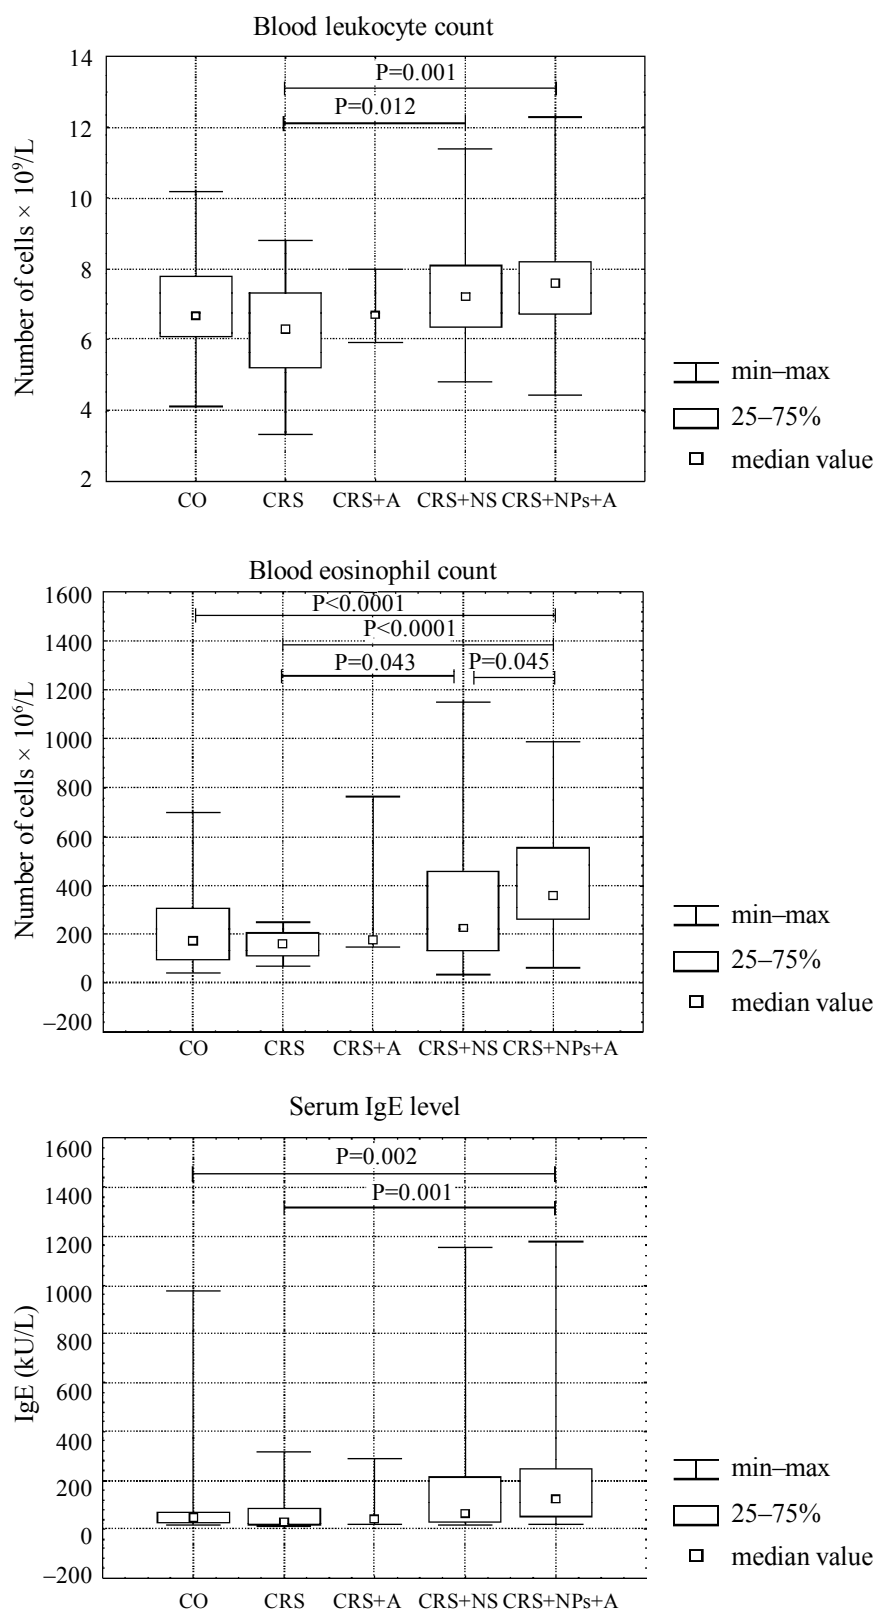 Blood leukocyte count
14
12
10
8
6
4
2
Number of cells × 10⁹/L
P=0.001
P=0.012
CO CRS CRS+A CRS+NS CRS+NPs+A
min–max
25–75%
median value
Blood eosinophil count
1600
1400
1200
1000
800
600
400
200
0
–200
Number of cells × 10⁶/L
P<0.0001
P<0.0001
P=0.043 P=0.045
CO CRS CRS+A CRS+NS CRS+NPs+A
min–max
25–75%
median value
Serum IgE level
1600
1400
1200
1000
800
600
400
200
0
–200
IgE (kU/L)
P=0.002
P=0.001
CO CRS CRS+A CRS+NS CRS+NPs+A
min–max
25–75%
median value